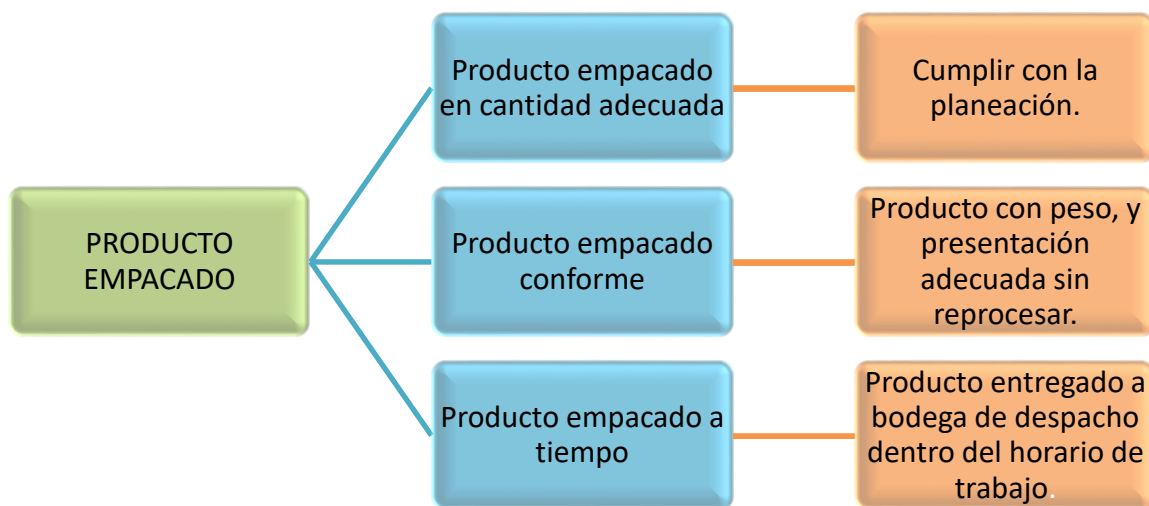 PRODUCTO
EMPACADO
Producto empacado
en cantidad adecuada
Cumplir con la
planeación.
Producto empacado
conforme
Producto con peso, y
presentación
adecuada sin
reprocesar.
Producto empacado a
tiempo
Producto entregado a
bodega de despacho
dentro del horario de
trabajo.